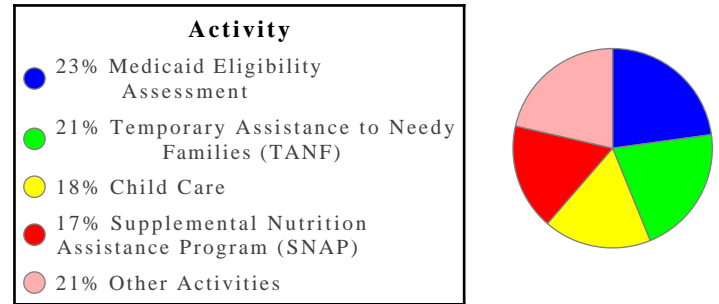 Activity
23% Medicaid Eligibility
Assessment
21% Temporary Assistance to Needy
Families (TANF)
18% Child Care
17% Supplemental Nutrition
Assistance Program (SNAP)
21% Other Activities